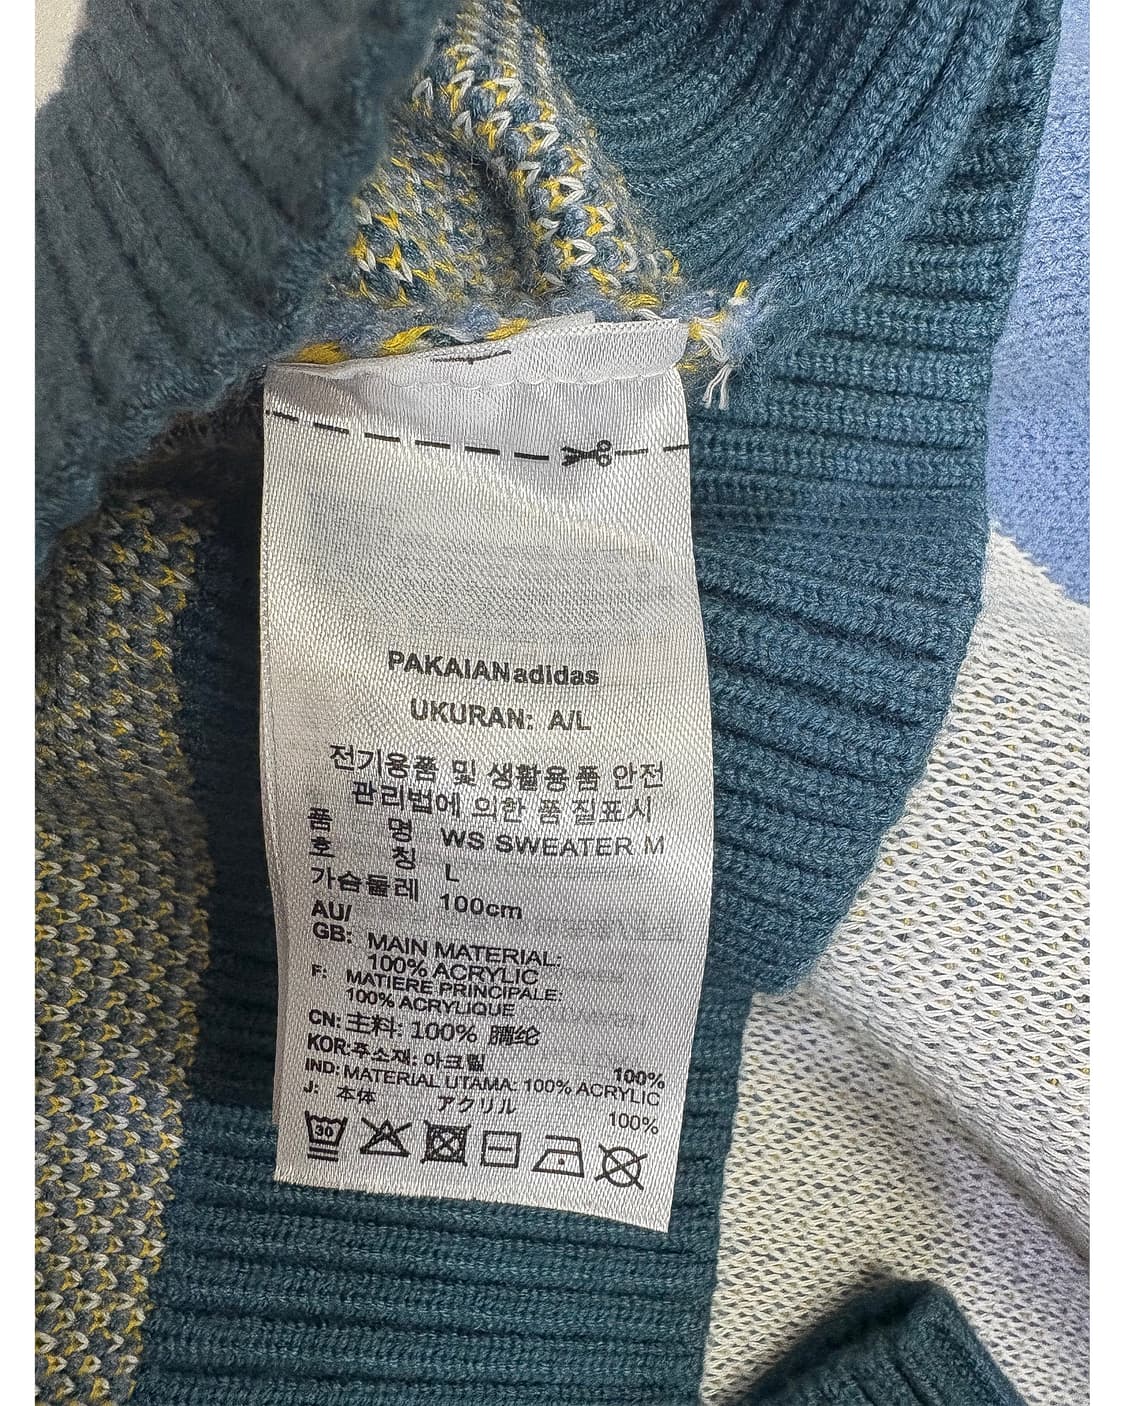 PAKAIAN adidas
UKURAN: A/L
전기용품 및 생활용품 안전
관리법에 의한 품질표시
품 명 WS SWEATER M
호 칭 L
가슴둘레 100cm
AU/
GB: MAIN MATERIAL:
100% ACRYLIC
F: MATIERE PRINCIPALE:
100% ACRYLIQUE
CN: 主料: 100% 腈纶
KOR: 주소재: 아크릴 100%
IND: MATERIAL UTAMA: 100% ACRYLIC
J: 本体 アクリル 100%
30